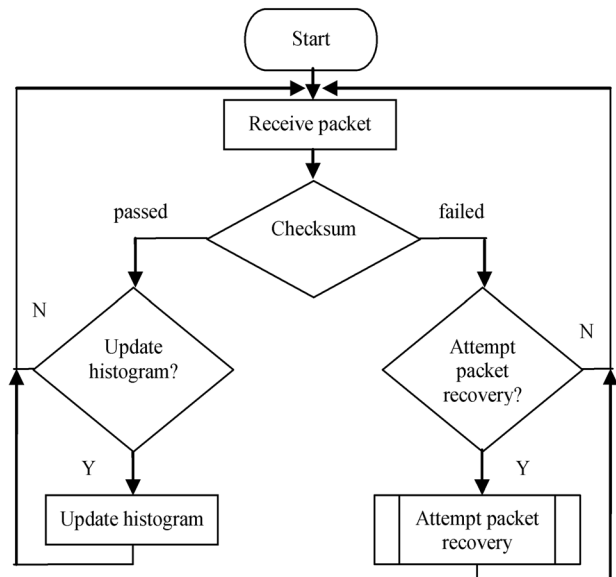 Start
Receive packet
Checksum
passed
failed
N
Update
histogram?
Attempt
packet
recovery?
N
Y
Y
Update histogram
Attempt packet
recovery